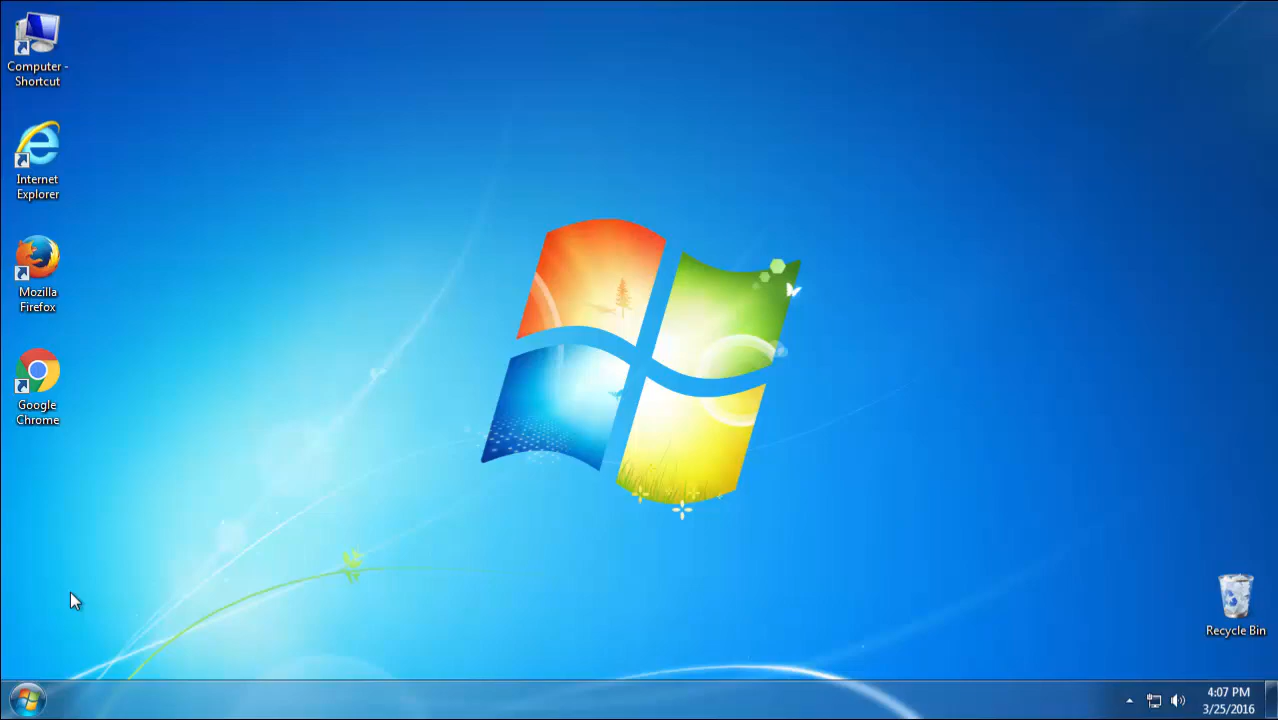 Computer -
Shortcut
Internet
Explorer
Mozilla
Firefox
Google
Chrome
Recycle Bin
4:07 PM
3/25/2016